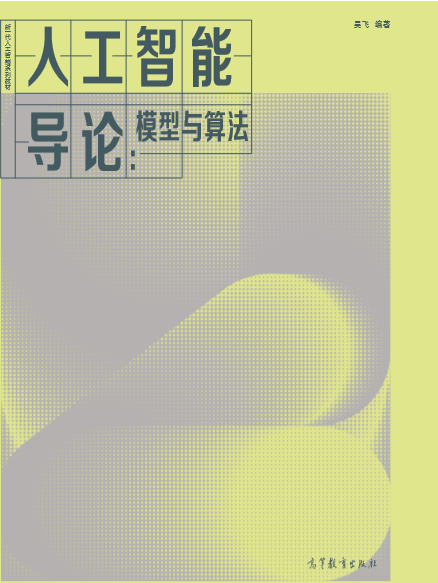 吴飞 编著
新一代人工智能系列教材
人工智能
导论：
模型与算法
高等教育出版社